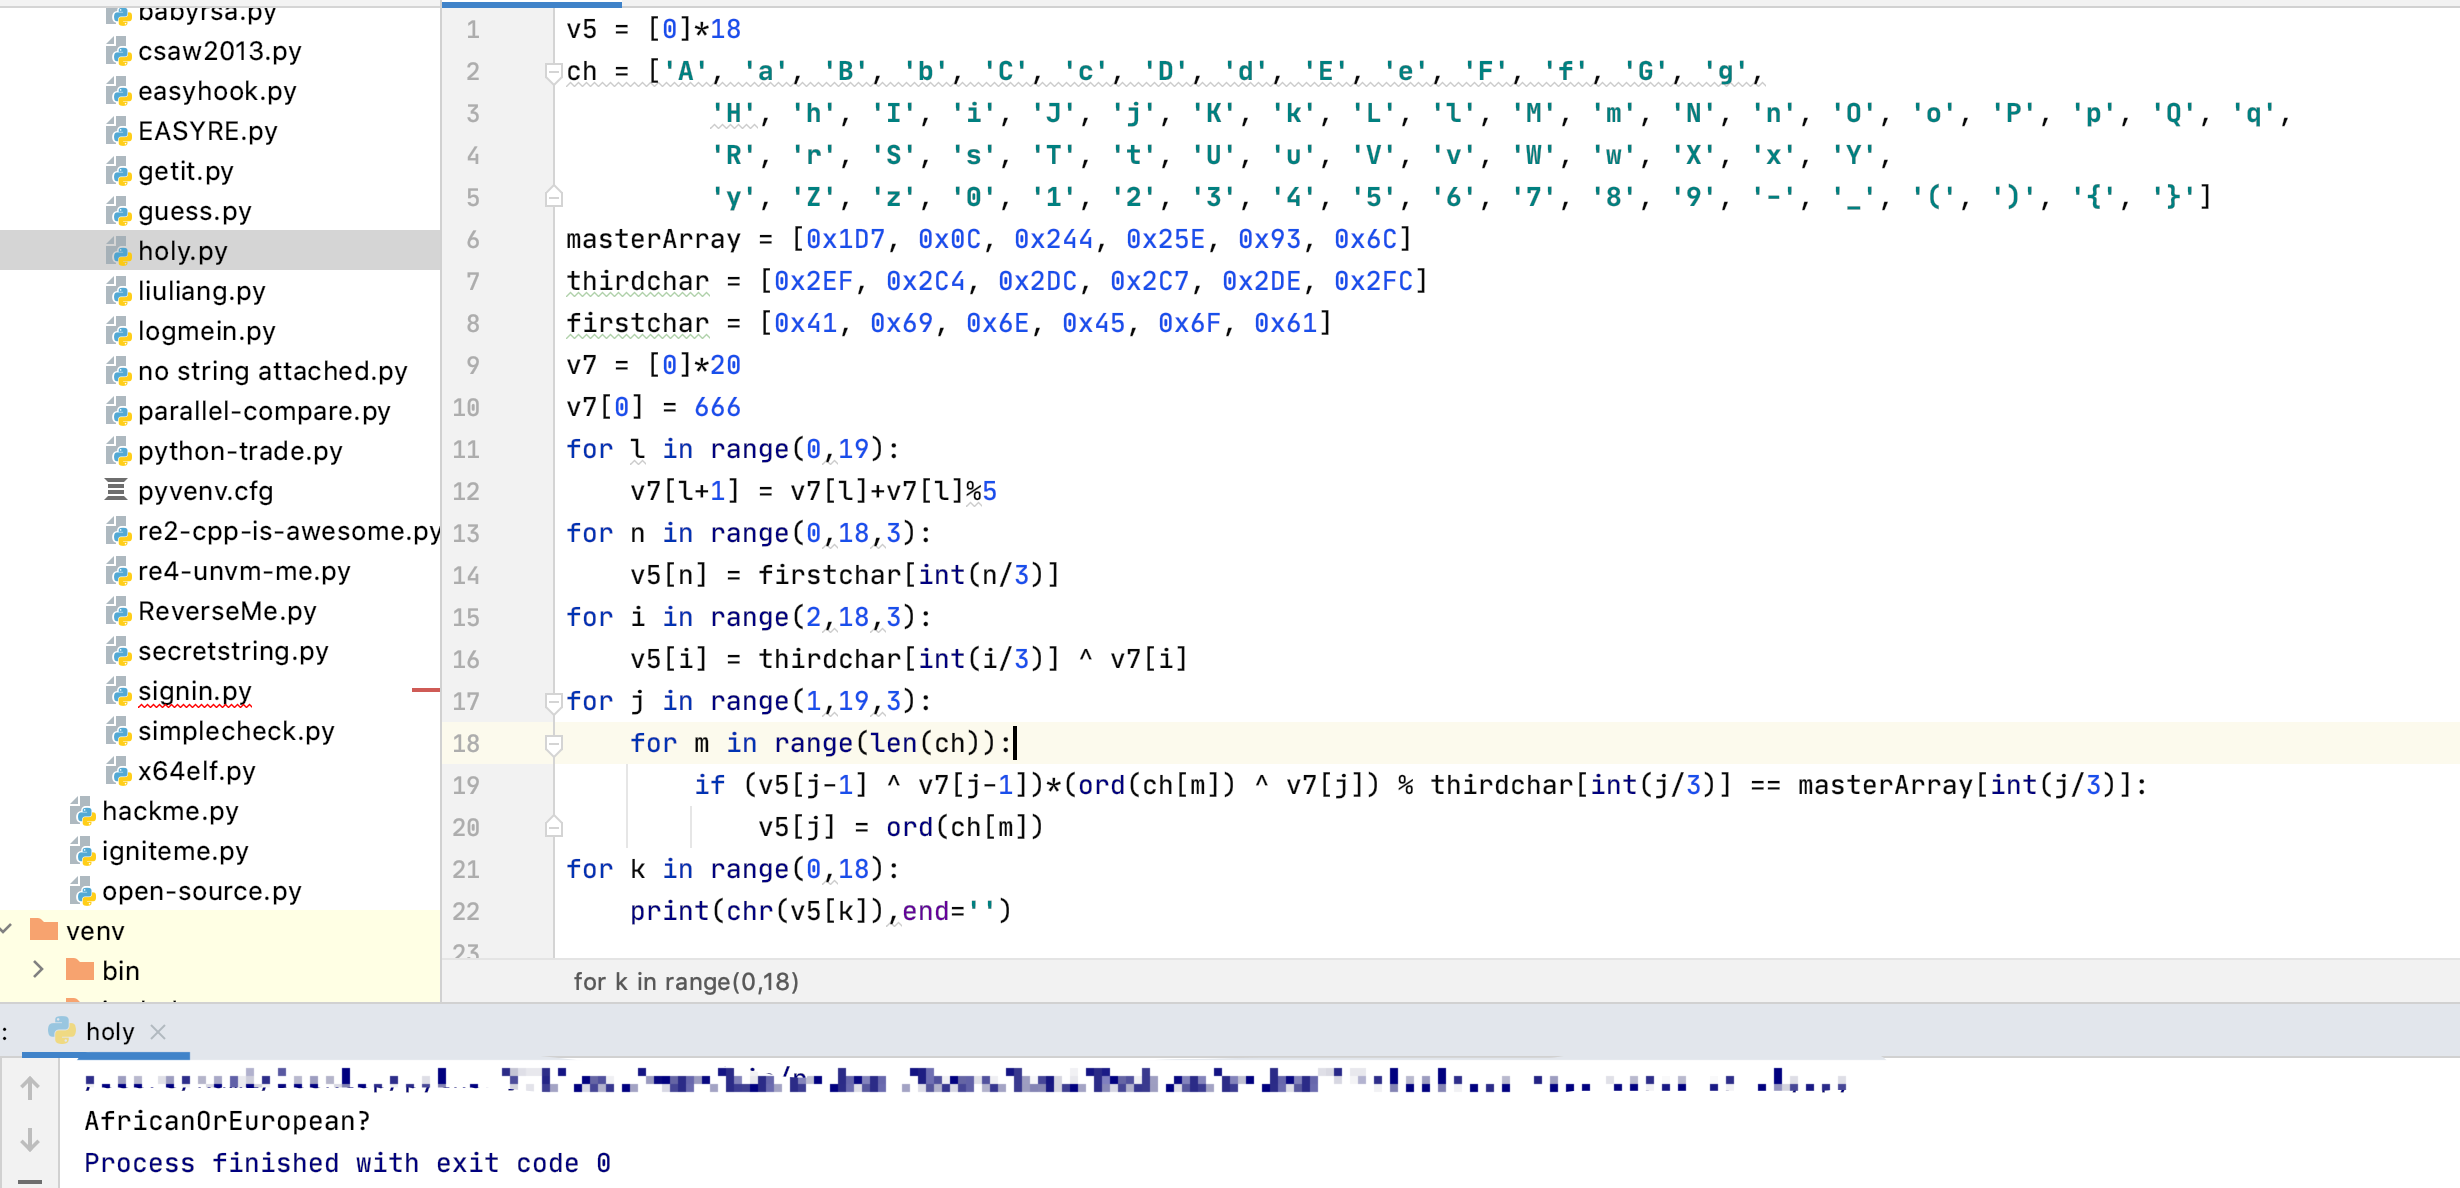 babyrsa.py
csaw2013.py
easyhook.py
EASYRE.py
getit.py
guess.py
holy.py
liuliang.py
logmein.py
no string attached.py
parallel-compare.py
python-trade.py
pyvenv.cfg
re2-cpp-is-awesome.py
re4-unvm-me.py
ReverseMe.py
secretstring.py
signin.py
simplecheck.py
x64elf.py
hackme.py
igniteme.py
open-source.py
venv
bin
1 v5 = [0]*18
2 ch = ['A', 'a', 'B', 'b', 'C', 'c', 'D', 'd', 'E', 'e', 'F', 'f', 'G', 'g',
3 'H', 'h', 'I', 'i', 'J', 'j', 'K', 'k', 'L', 'l', 'M', 'm', 'N', 'n', 'O', 'o', 'P', 'p', 'Q', 'q',
4 'R', 'r', 'S', 's', 'T', 't', 'U', 'u', 'V', 'v', 'W', 'w', 'X', 'x', 'Y',
5 'y', 'Z', 'z', '0', '1', '2', '3', '4', '5', '6', '7', '8', '9', '-', '_', '(', ')', '{', '}']
6 masterArray = [0x1D7, 0x0C, 0x244, 0x25E, 0x93, 0x6C]
7 thirdchar = [0x2EF, 0x2C4, 0x2DC, 0x2C7, 0x2DE, 0x2FC]
8 firstchar = [0x41, 0x69, 0x6E, 0x45, 0x6F, 0x61]
9 v7 = [0]*20
10 v7[0] = 666
11 for l in range(0,19):
12 v7[l+1] = v7[l]+v7[l]%5
13 for n in range(0,18,3):
14 v5[n] = firstchar[int(n/3)]
15 for i in range(2,18,3):
16 v5[i] = thirdchar[int(i/3)] ^ v7[i]
17 for j in range(1,19,3):
18 for m in range(len(ch)):
19 if (v5[j-1] ^ v7[j-1])*(ord(ch[m]) ^ v7[j]) % thirdchar[int(j/3)] == masterArray[int(j/3)]:
20 v5[j] = ord(ch[m])
21 for k in range(0,18):
22 print(chr(v5[k]),end='')
23
for k in range(0,18)
: holy
AfricanOrEuropean?
Process finished with exit code 0